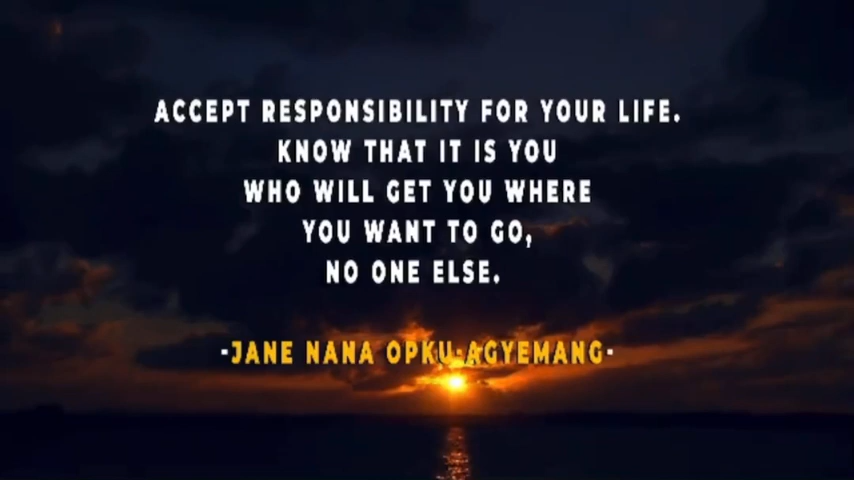 ACCEPT RESPONSIBILITY FOR YOUR LIFE.
KNOW THAT IT IS YOU
WHO WILL GET YOU WHERE
YOU WANT TO GO,
NO ONE ELSE.
-JANE NANA OPKU-AGYEMANG-